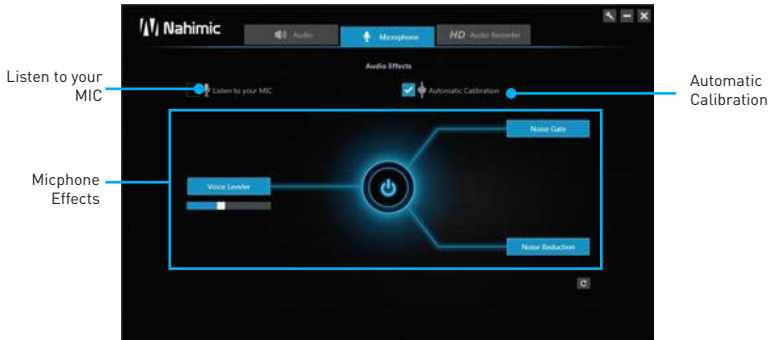 Nahimic
Audio
Microphone
HD Audio Recorder
Audio Effects
Listen to your
MIC
Listen to your MIC
Automatic Calibration
Automatic
Calibration
Noise Gate
Micphone
Effects
Voice Leveler
Noise Reduction